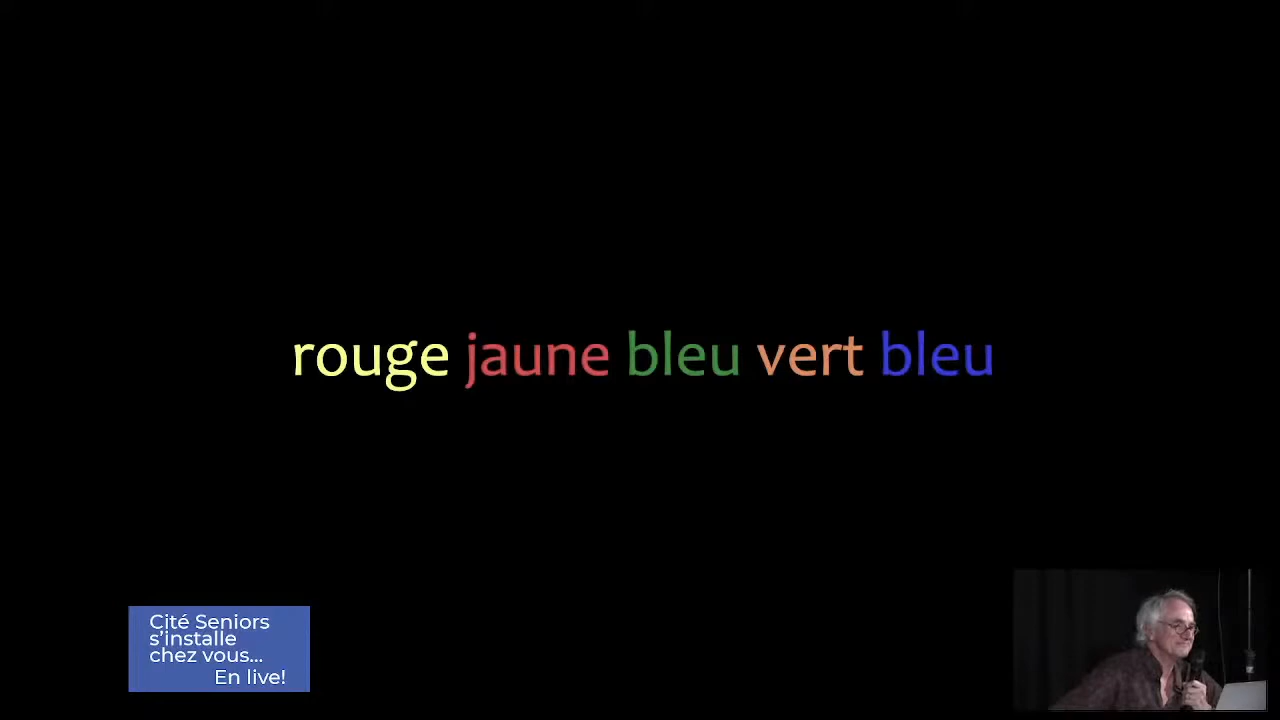 rouge jaune bleu vert bleu
Cité Seniors
s'installe
chez vous...
En live!